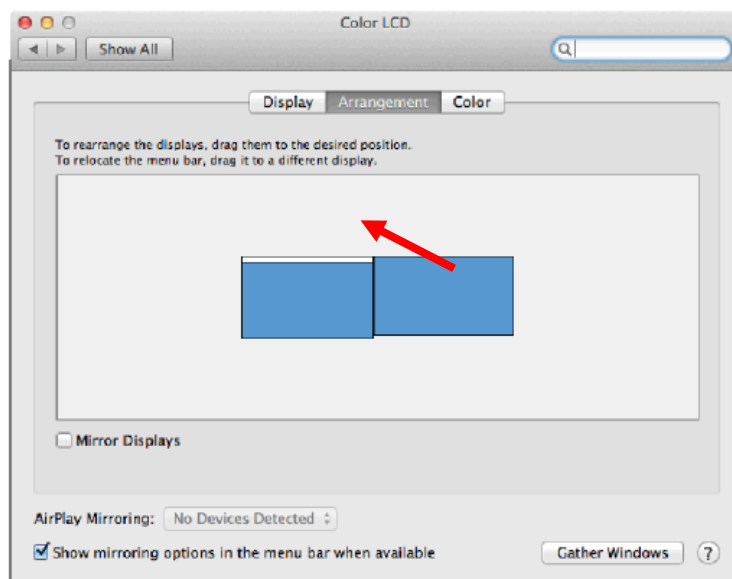 Color LCD
Show All
Display Arrangement Color
To rearrange the displays, drag them to the desired position.
To relocate the menu bar, drag it to a different display.
Mirror Displays
AirPlay Mirroring: No Devices Detected
Show mirroring options in the menu bar when available
Gather Windows ?